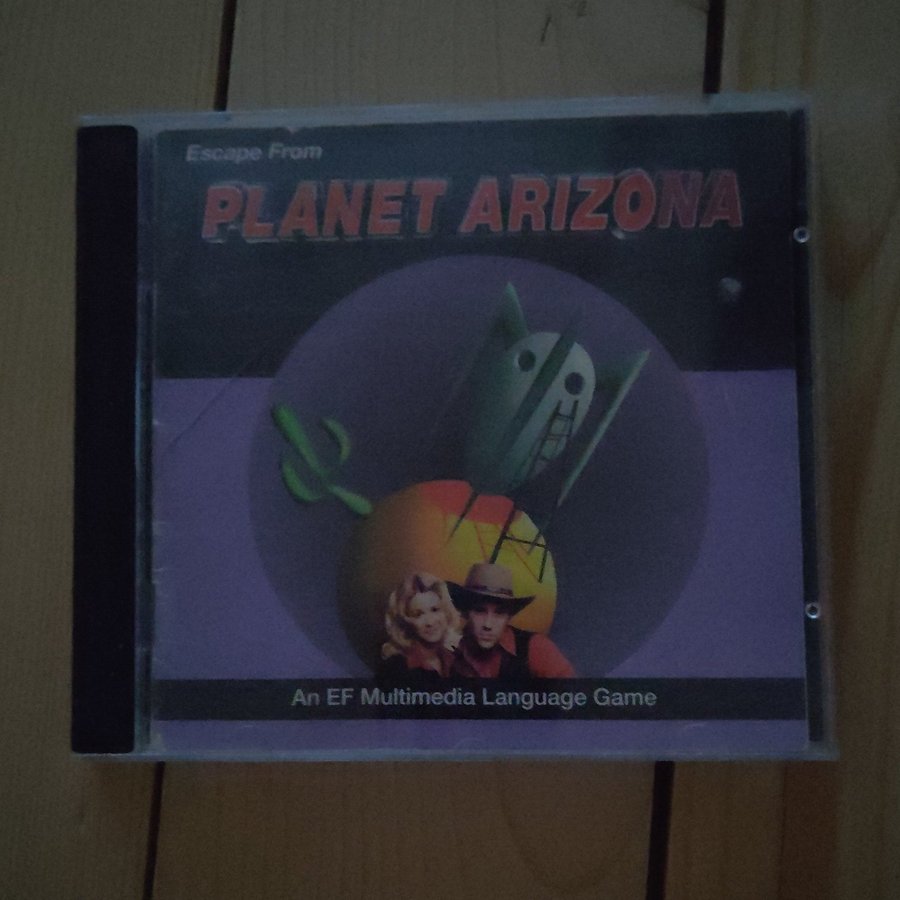 Escape From
PLANET ARIZONA
An EF Multimedia Language Game